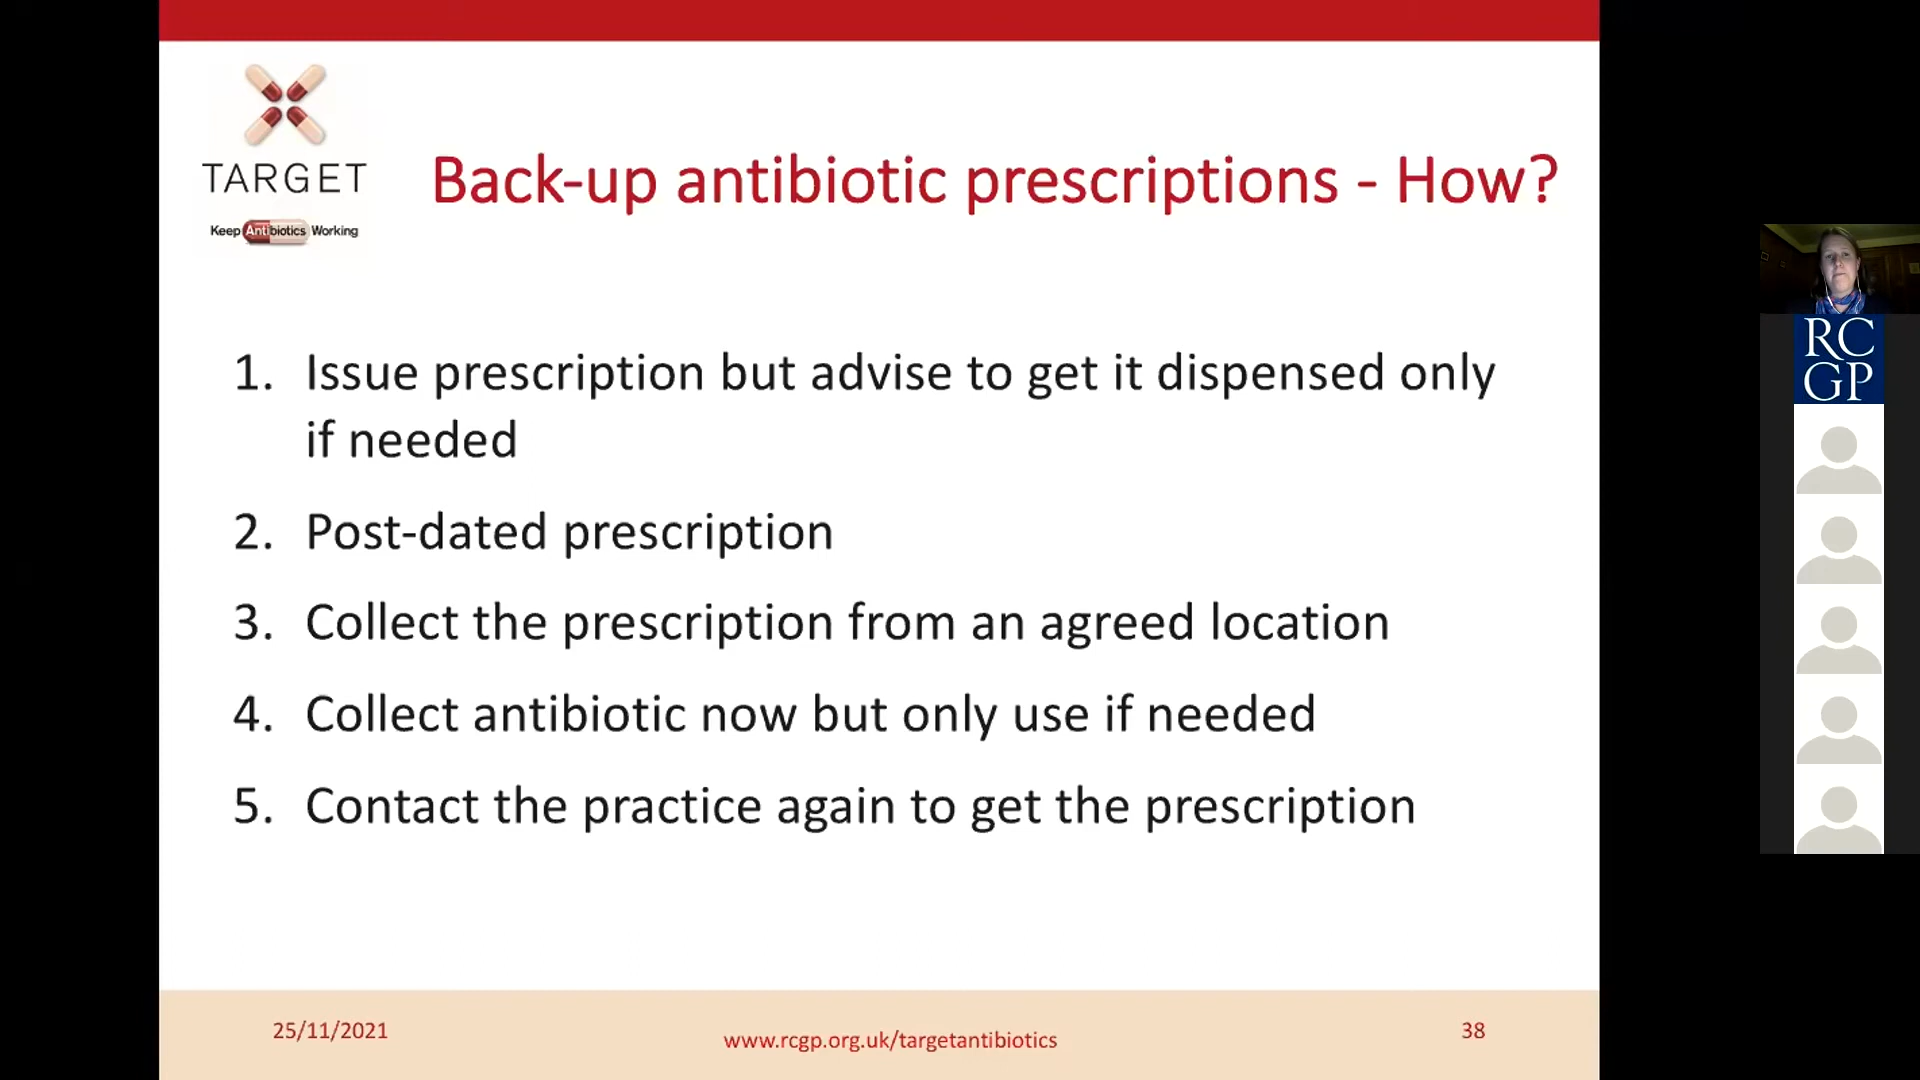 TARGET
Keep Antibiotics Working
Back-up antibiotic prescriptions - How?
1. Issue prescription but advise to get it dispensed only
if needed
2. Post-dated prescription
3. Collect the prescription from an agreed location
4. Collect antibiotic now but only use if needed
5. Contact the practice again to get the prescription
25/11/2021
www.rcgp.org.uk/targetantibiotics
38
RC
GP